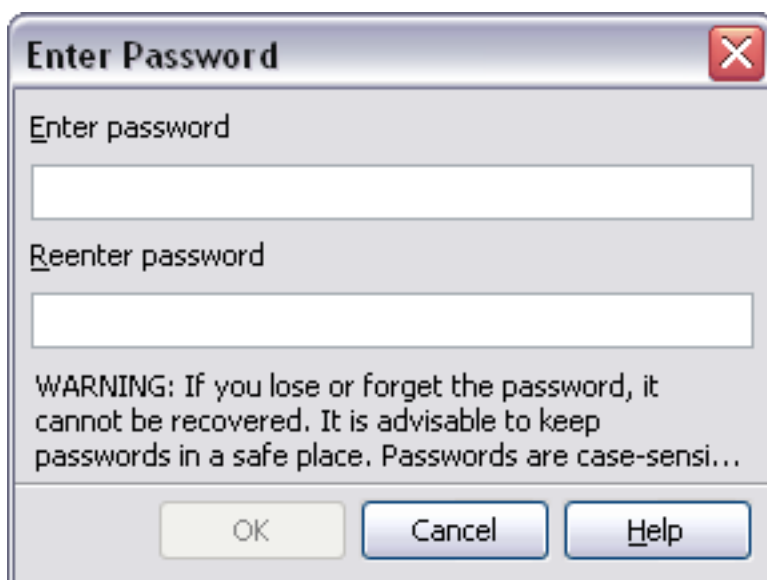 Enter Password
Enter password
Reenter password
WARNING: If you lose or forget the password, it
cannot be recovered. It is advisable to keep
passwords in a safe place. Passwords are case-sensi...
OK
Cancel
Help